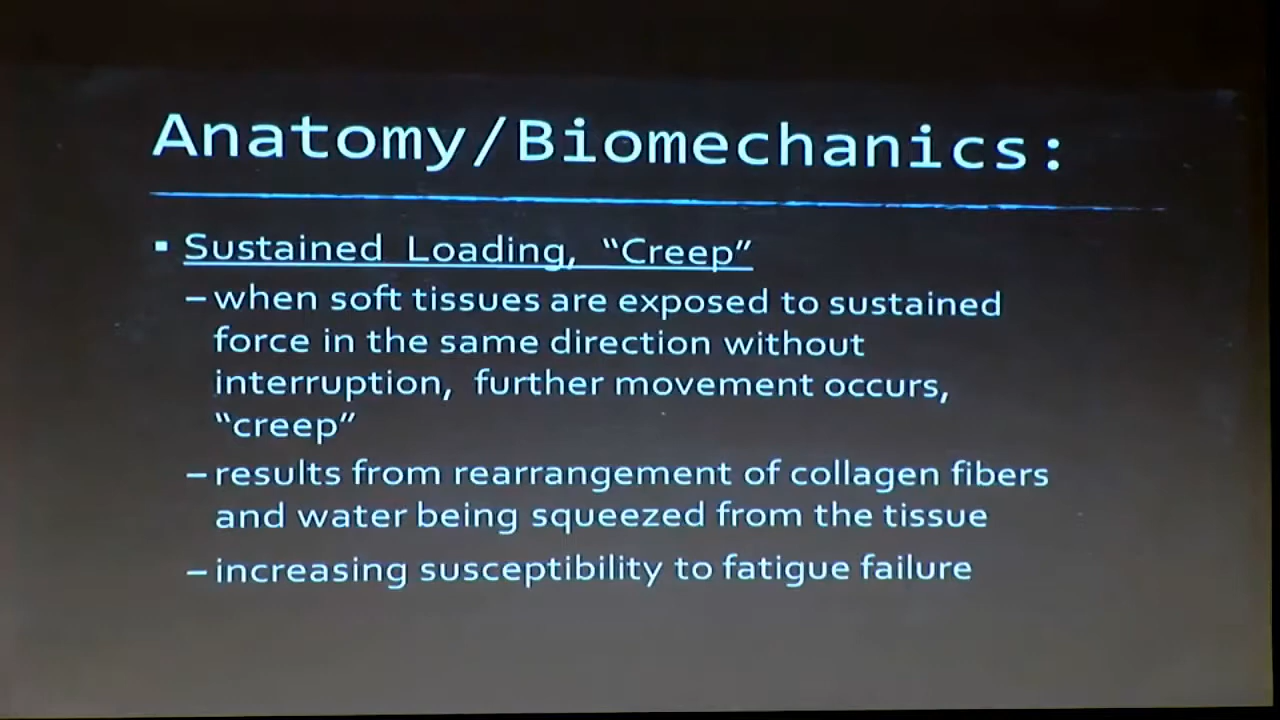 Anatomy/Biomechanics:
▪ Sustained Loading, “Creep”
– when soft tissues are exposed to sustained
force in the same direction without
interruption, further movement occurs,
“creep”
– results from rearrangement of collagen fibers
and water being squeezed from the tissue
– increasing susceptibility to fatigue failure